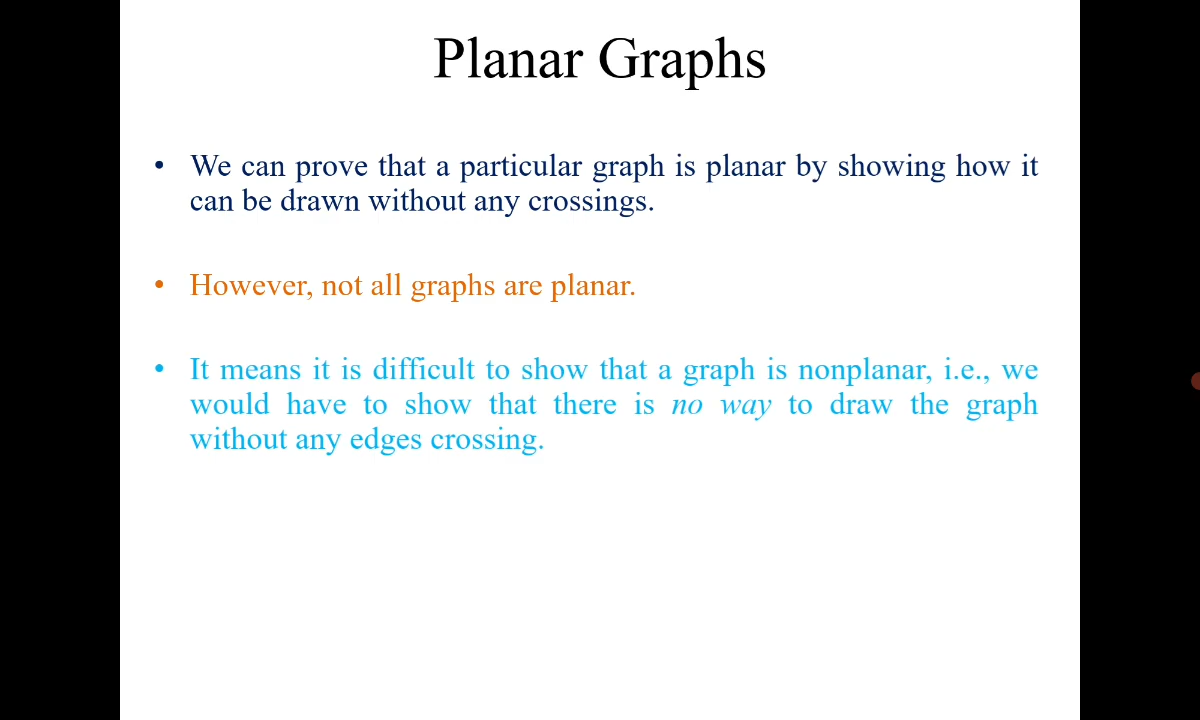 Planar Graphs
• We can prove that a particular graph is planar by showing how it
can be drawn without any crossings.
• However, not all graphs are planar.
• It means it is difficult to show that a graph is nonplanar, i.e., we
would have to show that there is no way to draw the graph
without any edges crossing.